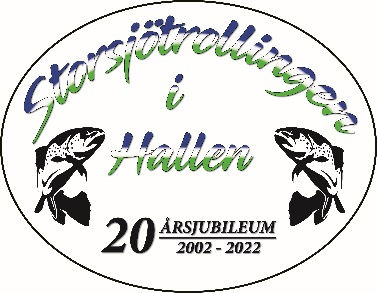 Storsjötrollingen
i
Hallen
20 ÅRSJUBILEUM
2002 - 2022